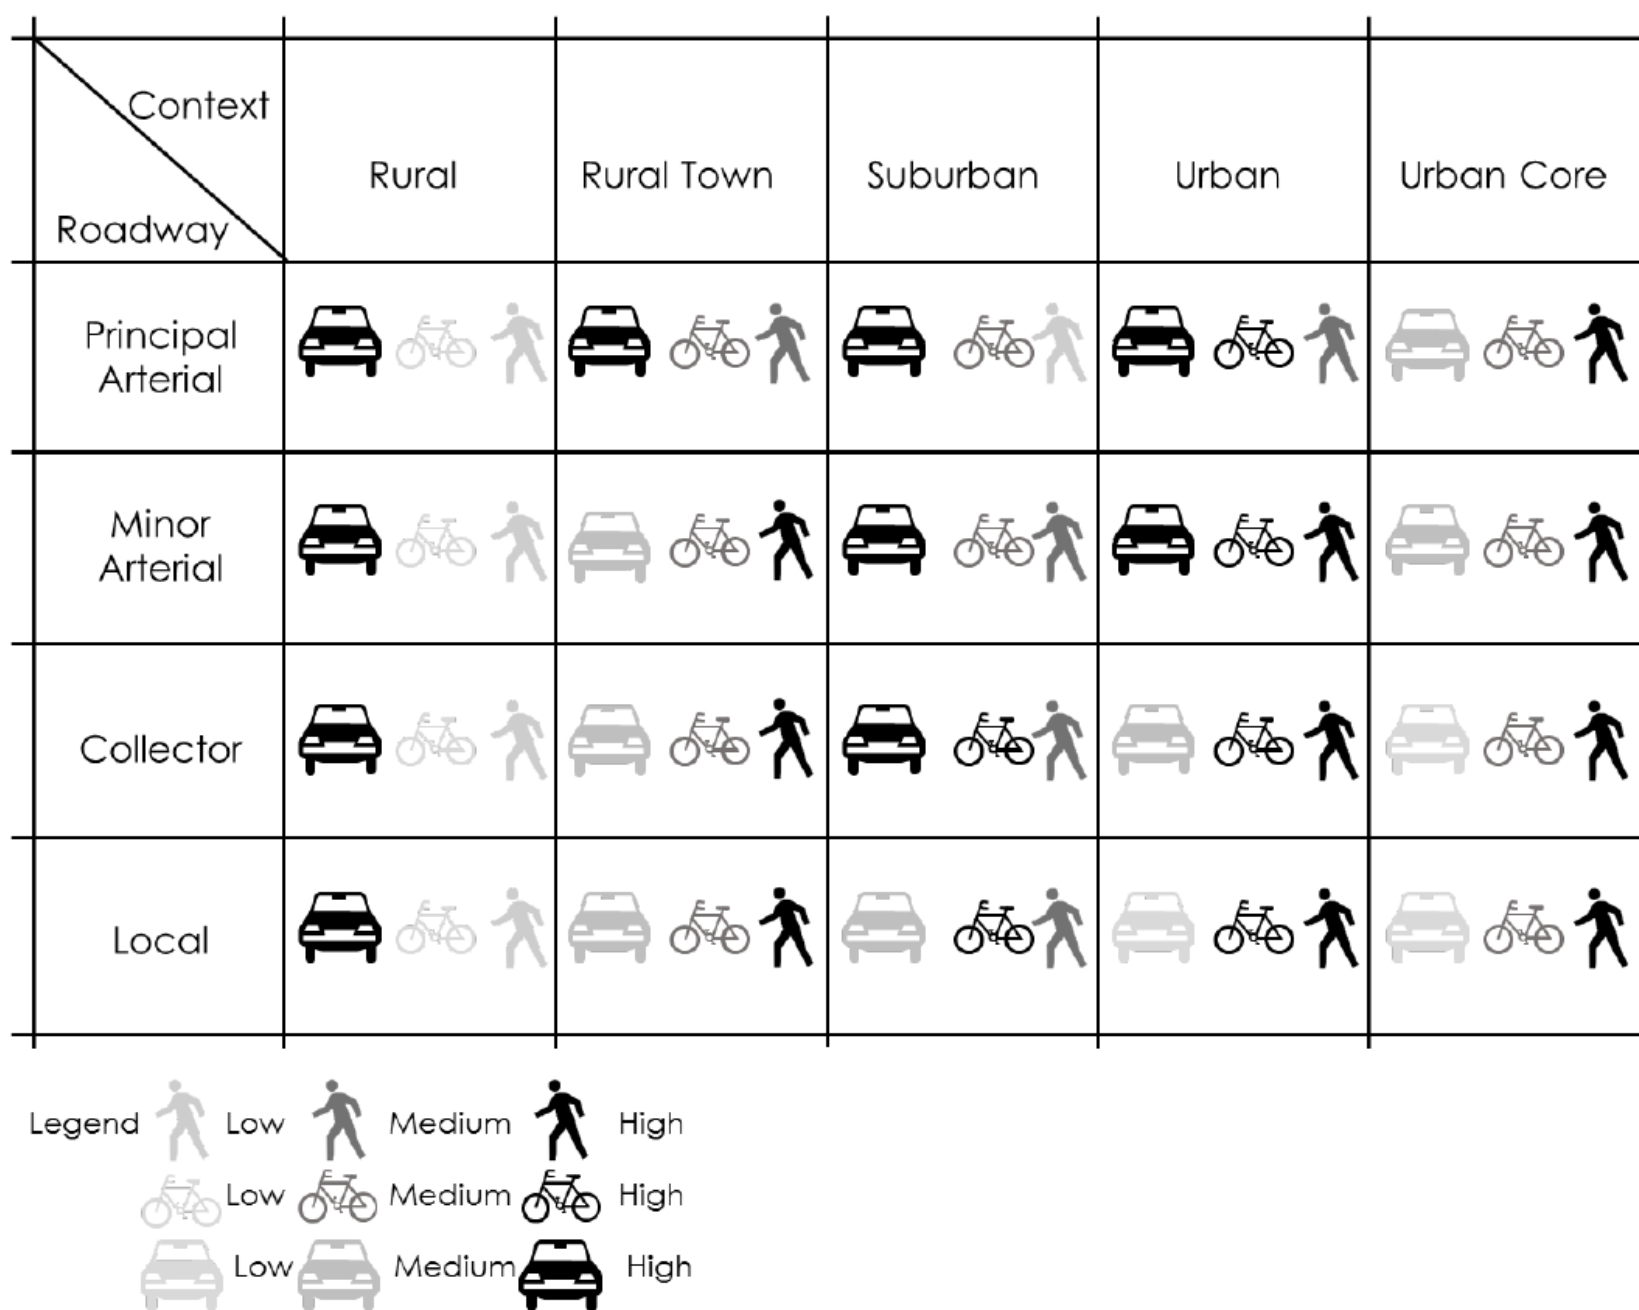 Context
Roadway
Rural
Rural Town
Suburban
Urban
Urban Core
Principal
Arterial
Minor
Arterial
Collector
Local
Legend Low Medium High
Low Medium High
Low Medium High